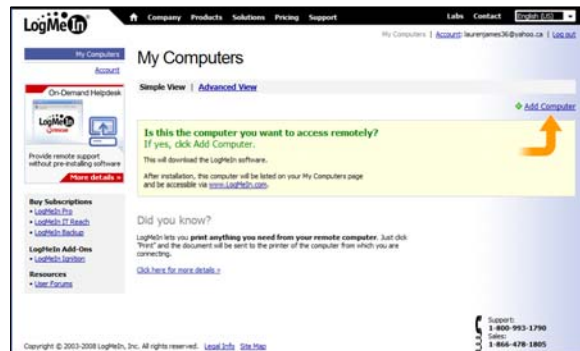 LogMeIn
Company Products Solutions Pricing Support
Labs Contact English (US)
My Computers | Account: laurenjames36@yahoo.ca | Log out
My Computers
Account
My Computers
Simple View | Advanced View
Add Computer
On-Demand Helpdesk
LogMeIn
rescue
Provide remote support
without pre-installing software
More details »
Is this the computer you want to access remotely?
If yes, click Add Computer.
This will download the LogMeIn software.
After installation, this computer will be listed on your My Computers page
and be accessible via www.LogMeIn.com.
Buy Subscriptions
• LogMeIn Pro
• LogMeIn IT Reach
• LogMeIn Backup
LogMeIn Add-Ons
• LogMeIn Ignition
Resources
• User Forums
Did you know?
LogMeIn lets you print anything you need from your remote computer. Just click
"Print" and the document will be sent to the printer of the computer from which you are
connecting.
Click here for more details »
Support:
1-800-993-1790
Sales:
1-866-478-1805
Copyright © 2003-2008 LogMeIn, Inc. All rights reserved. Legal Info Site Map